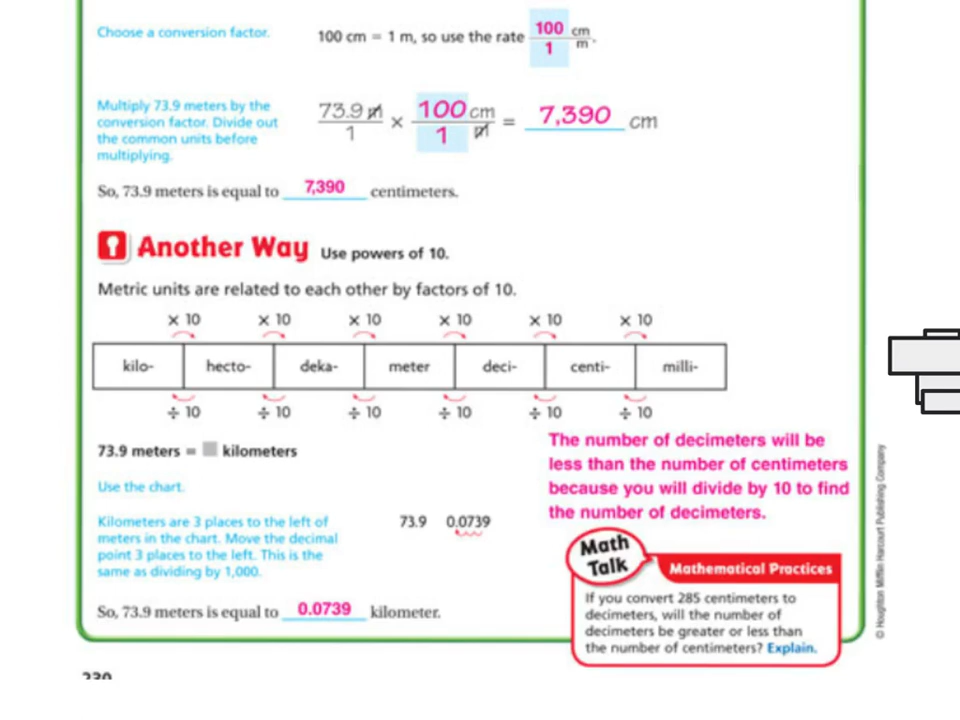 Choose a conversion factor.
100 cm = 1 m, so use the rate 100/1 cm/m.
Multiply 73.9 meters by the
conversion factor. Divide out
the common units before
multiplying.
73.9 m/1 × 100 cm/1 m = 7,390 cm
So, 73.9 meters is equal to 7,390 centimeters.
Another Way Use powers of 10.
Metric units are related to each other by factors of 10.
× 10 × 10 × 10 × 10 × 10 × 10
kilo- hecto- deka- meter deci- centi- milli-
÷ 10 ÷ 10 ÷ 10 ÷ 10 ÷ 10 ÷ 10
73.9 meters = ■ kilometers
Use the chart.
Kilometers are 3 places to the left of
meters in the chart. Move the decimal
point 3 places to the left. This is the
same as dividing by 1,000.
73.9 0.0739
So, 73.9 meters is equal to 0.0739 kilometer.
The number of decimeters will be
less than the number of centimeters
because you will divide by 10 to find
the number of decimeters.
Math
Talk
Mathematical Practices
If you convert 285 centimeters to
decimeters, will the number of
decimeters be greater or less than
the number of centimeters? Explain.
© Houghton Mifflin Harcourt Publishing Company